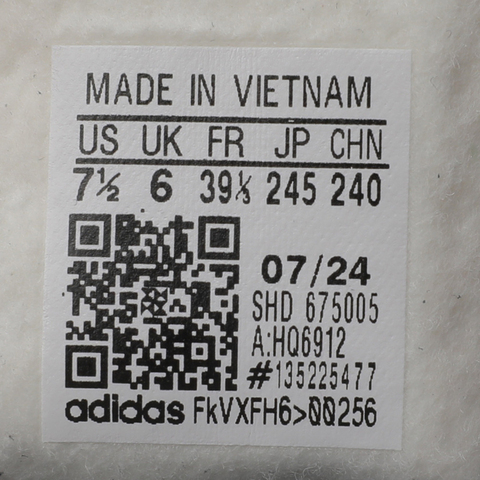 MADE IN VIETNAM
US UK FR JP CHN
7½ 6 39⅓ 245 240
07/24
SHD 675005
A:HQ6912
#135225477
adidas FkVXFH6>00256